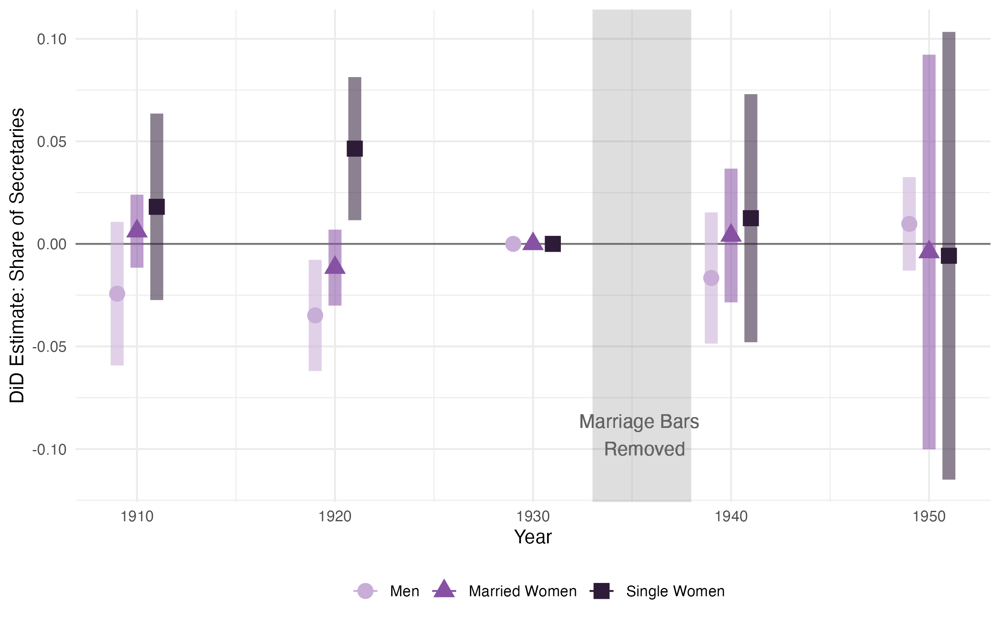 DiD Estimate: Share of Secretaries
0.10
0.05
0.00
-0.05
-0.10
Marriage Bars
Removed
1910
1920
1930
1940
1950
Year
Men
Married Women
Single Women